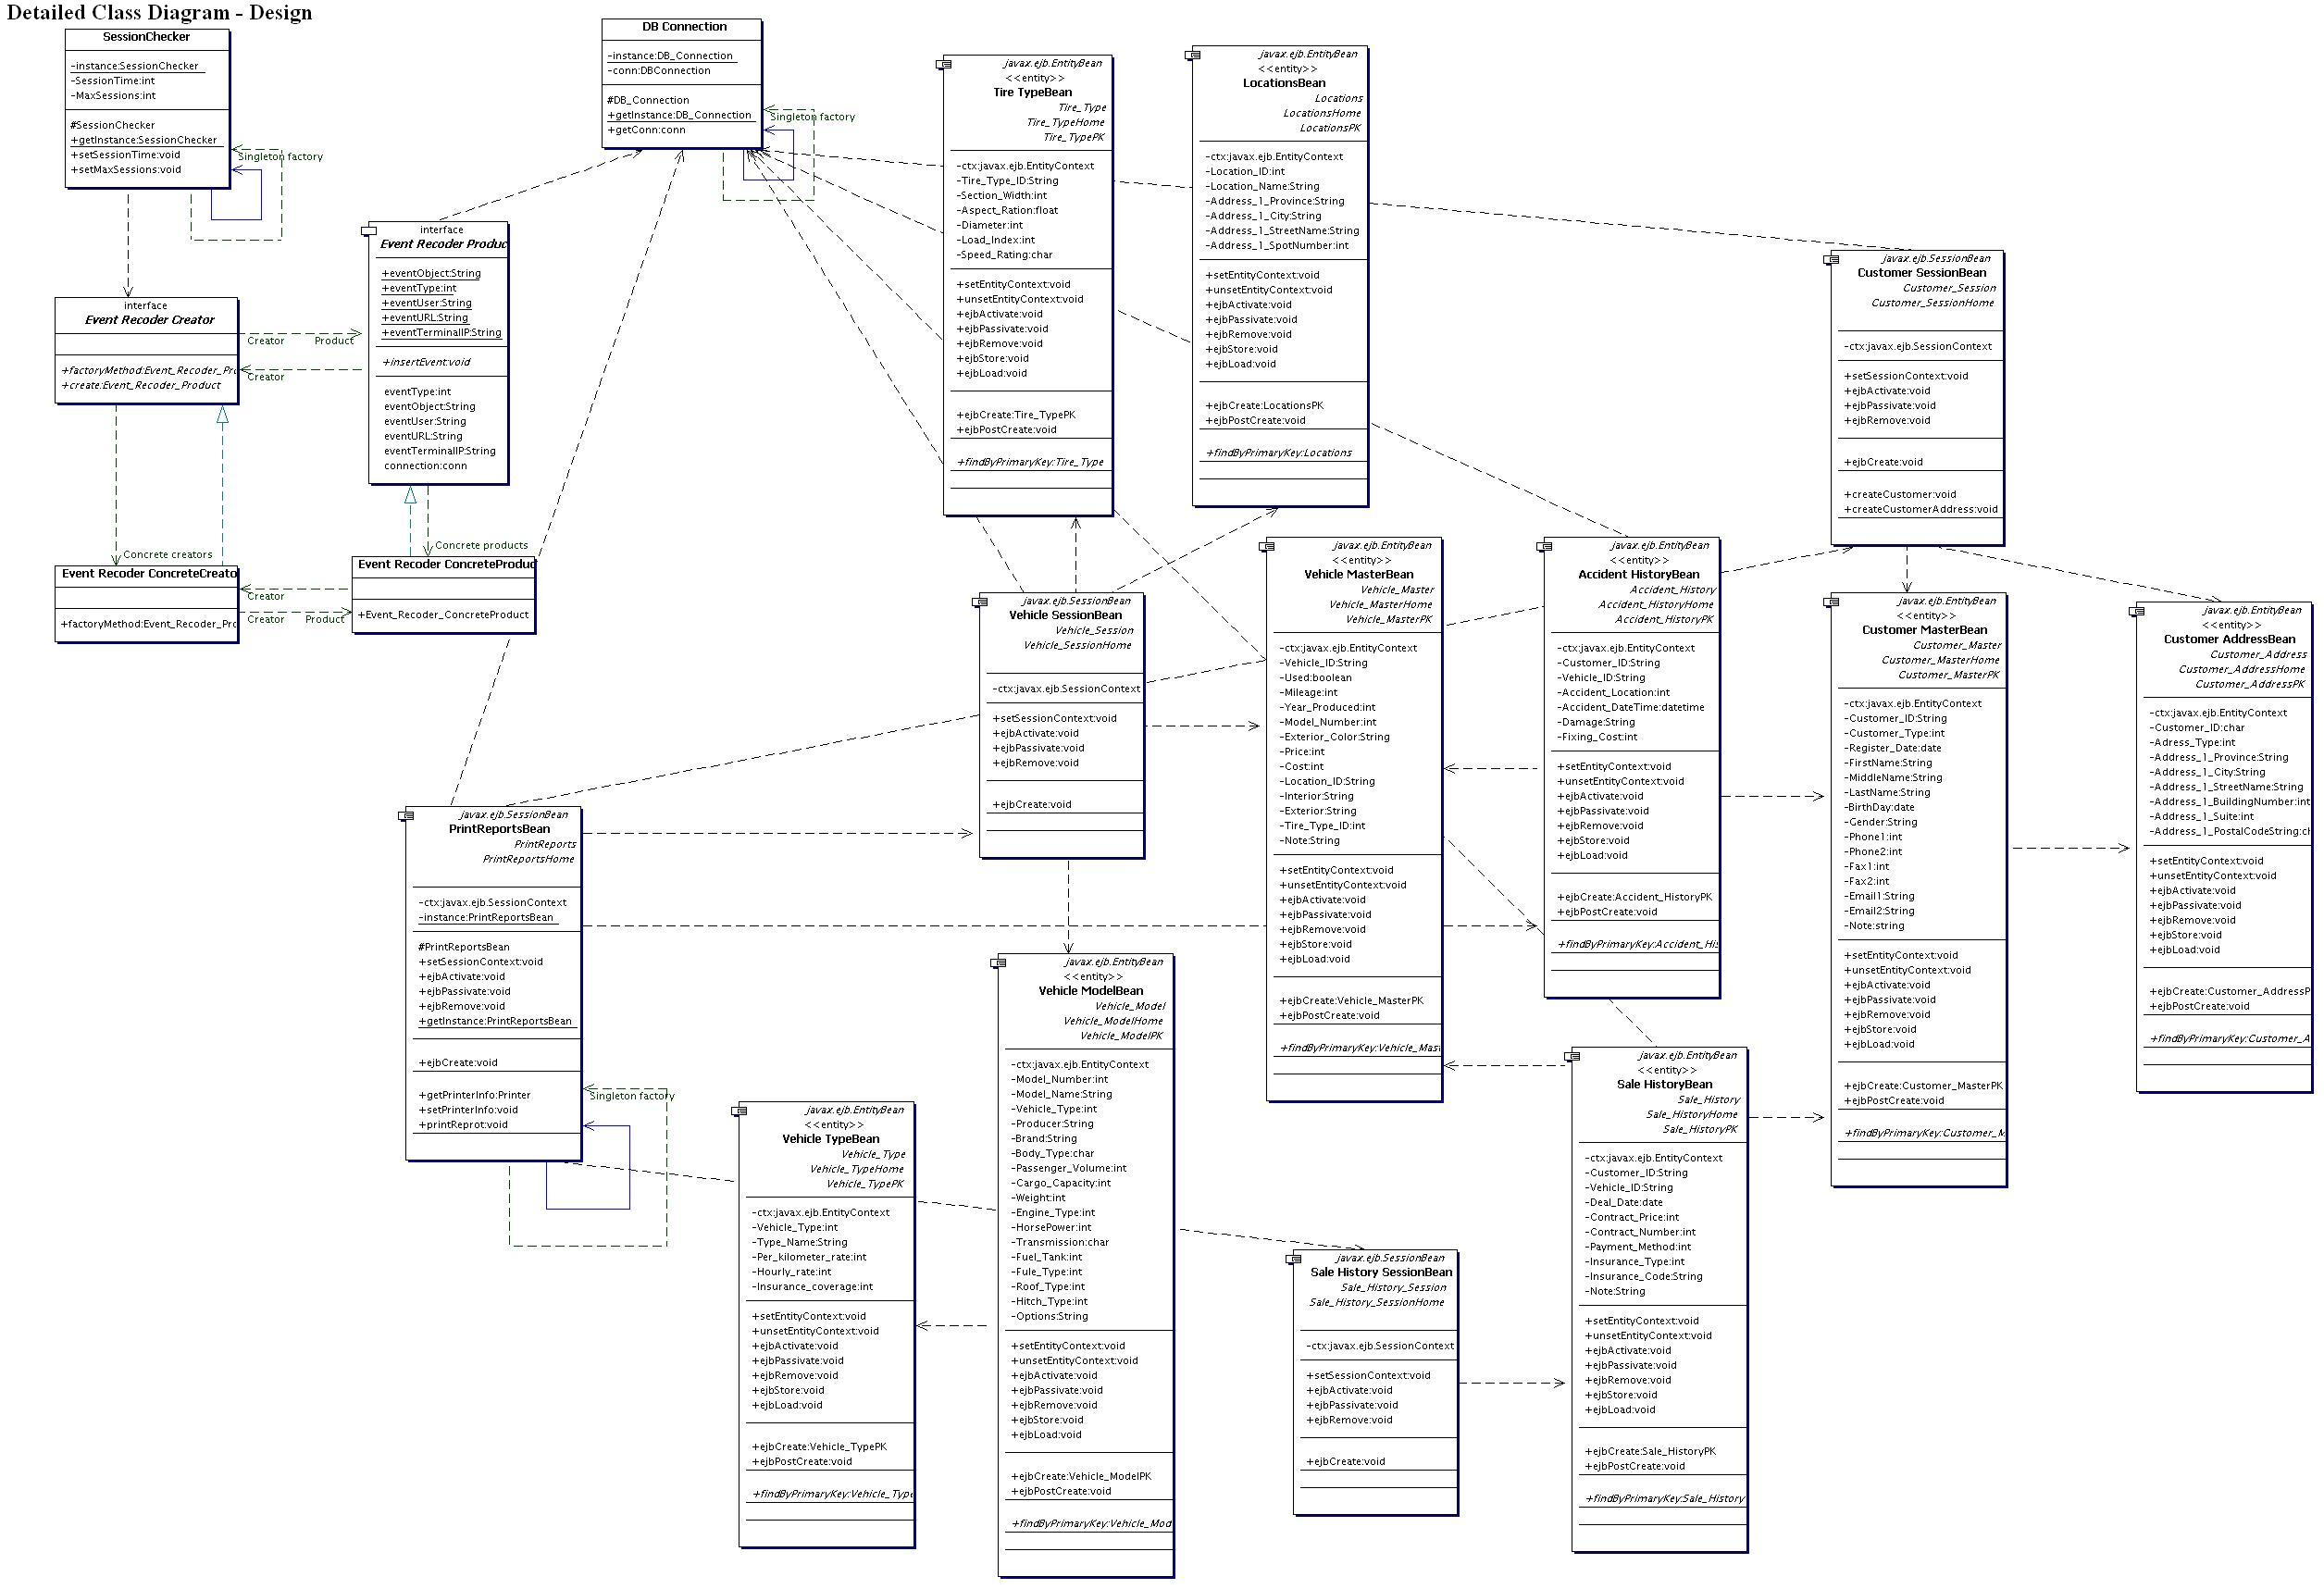 Detailed Class Diagram - Design
SessionChecker
-instance:SessionChecker
-SessionTime:int
-MaxSessions:int
#SessionChecker
+getInstance:SessionChecker
+setSessionTime:void
+setMaxSessions:void
Singleton factory
DB Connection
-instance:DB_Connection
-conn:DBConnection
#DB_Connection
+getInstance:DB_Connection
+getConn:conn
Singleton factory
interface
Event Recoder Produc
+eventObject:String
+eventType:int
+eventUser:String
+eventURL:String
+eventTerminalIP:String
+insertEvent:void
eventType:int
eventObject:String
eventUser:String
eventURL:String
eventTerminalIP:String
connection:conn
interface
Event Recoder Creator
+factoryMethod:Event_Recoder_Pro
+create:Event_Recoder_Product
Creator
Product
Creator
Concrete creators
Concrete products
Event Recoder ConcreteCreato
+factoryMethod:Event_Recoder_Pro
Creator
Creator
Product
Event Recoder ConcreteProduc
+Event_Recoder_ConcreteProduct
javax.ejb.EntityBean
<<entity>>
Tire TypeBean
Tire_Type
Tire_TypeHome
Tire_TypePK
-ctx:javax.ejb.EntityContext
-Tire_Type_ID:String
-Section_Width:int
-Aspect_Ration:float
-Diameter:int
-Load_Index:int
-Speed_Rating:char
+setEntityContext:void
+unsetEntityContext:void
+ejbActivate:void
+ejbPassivate:void
+ejbRemove:void
+ejbStore:void
+ejbLoad:void
+ejbCreate:Tire_TypePK
+ejbPostCreate:void
+findByPrimaryKey:Tire_Type
javax.ejb.EntityBean
<<entity>>
LocationsBean
Locations
LocationsHome
LocationsPK
-ctx:javax.ejb.EntityContext
-Location_ID:int
-Location_Name:String
-Address_1_Province:String
-Address_1_City:String
-Address_1_StreetName:String
-Address_1_SpotNumber:int
+setEntityContext:void
+unsetEntityContext:void
+ejbActivate:void
+ejbPassivate:void
+ejbRemove:void
+ejbStore:void
+ejbLoad:void
+ejbCreate:LocationsPK
+ejbPostCreate:void
+findByPrimaryKey:Locations
javax.ejb.SessionBean
Customer SessionBean
Customer_Session
Customer_SessionHome
-ctx:javax.ejb.SessionContext
+setSessionContext:void
+ejbActivate:void
+ejbPassivate:void
+ejbRemove:void
+ejbCreate:void
+createCustomer:void
+createCustomerAddress:void
javax.ejb.SessionBean
Vehicle SessionBean
Vehicle_Session
Vehicle_SessionHome
-ctx:javax.ejb.SessionContext
+setSessionContext:void
+ejbActivate:void
+ejbPassivate:void
+ejbRemove:void
+ejbCreate:void
javax.ejb.EntityBean
<<entity>>
Vehicle MasterBean
Vehicle_Master
Vehicle_MasterHome
Vehicle_MasterPK
-ctx:javax.ejb.EntityContext
-Vehicle_ID:String
-Used:boolean
-Mileage:int
-Year_Produced:int
-Model_Number:int
-Exterior_Color:String
-Price:int
-Cost:int
-Location_ID:String
-Interior:String
-Exterior:String
-Tire_Type_ID:int
-Note:String
+setEntityContext:void
+unsetEntityContext:void
+ejbActivate:void
+ejbPassivate:void
+ejbRemove:void
+ejbStore:void
+ejbLoad:void
+ejbCreate:Vehicle_MasterPK
+ejbPostCreate:void
+findByPrimaryKey:Vehicle_Mast
javax.ejb.EntityBean
<<entity>>
Accident HistoryBean
Accident_History
Accident_HistoryHome
Accident_HistoryPK
-ctx:javax.ejb.EntityContext
-Customer_ID:String
-Vehicle_ID:String
-Accident_Location:int
-Accident_DateTime:datetime
-Damage:String
-Fixing_Cost:int
+setEntityContext:void
+unsetEntityContext:void
+ejbActivate:void
+ejbPassivate:void
+ejbRemove:void
+ejbStore:void
+ejbLoad:void
+ejbCreate:Accident_HistoryPK
+ejbPostCreate:void
+findByPrimaryKey:Accident_His
javax.ejb.EntityBean
<<entity>>
Customer MasterBean
Customer_Master
Customer_MasterHome
Customer_MasterPK
-ctx:javax.ejb.EntityContext
-Customer_ID:String
-Customer_Type:int
-Register_Date:date
-FirstName:String
-MiddleName:String
-LastName:String
-BirthDay:date
-Gender:String
-Phone1:int
-Phone2:int
-Fax1:int
-Fax2:int
-Email1:String
-Email2:String
-Note:string
+setEntityContext:void
+unsetEntityContext:void
+ejbActivate:void
+ejbPassivate:void
+ejbRemove:void
+ejbStore:void
+ejbLoad:void
+ejbCreate:Customer_MasterPK
+ejbPostCreate:void
+findByPrimaryKey:Customer_M
javax.ejb.EntityBean
<<entity>>
Customer AddressBean
Customer_Address
Customer_AddressHome
Customer_AddressPK
-ctx:javax.ejb.EntityContext
-Customer_ID:char
-Adress_Type:int
-Address_1_Province:String
-Address_1_City:String
-Address_1_StreetName:String
-Address_1_BuildingNumber:int
-Address_1_Suite:int
-Address_1_PostalCodeString:ch
+setEntityContext:void
+unsetEntityContext:void
+ejbActivate:void
+ejbPassivate:void
+ejbRemove:void
+ejbStore:void
+ejbLoad:void
+ejbCreate:Customer_AddressP
+ejbPostCreate:void
+findByPrimaryKey:Customer_A
javax.ejb.SessionBean
PrintReportsBean
PrintReports
PrintReportsHome
-ctx:javax.ejb.SessionContext
-instance:PrintReportsBean
#PrintReportsBean
+setSessionContext:void
+ejbActivate:void
+ejbPassivate:void
+ejbRemove:void
+getInstance:PrintReportsBean
+ejbCreate:void
+getPrinterInfo:Printer
+setPrinterInfo:void
+printReprot:void
Singleton factory
javax.ejb.EntityBean
<<entity>>
Vehicle TypeBean
Vehicle_Type
Vehicle_TypeHome
Vehicle_TypePK
-ctx:javax.ejb.EntityContext
-Vehicle_Type:int
-Type_Name:String
-Per_kilometer_rate:int
-Hourly_rate:int
-Insurance_coverage:int
+setEntityContext:void
+unsetEntityContext:void
+ejbActivate:void
+ejbPassivate:void
+ejbRemove:void
+ejbStore:void
+ejbLoad:void
+ejbCreate:Vehicle_TypePK
+ejbPostCreate:void
+findByPrimaryKey:Vehicle_Type
javax.ejb.EntityBean
<<entity>>
Vehicle ModelBean
Vehicle_Model
Vehicle_ModelHome
Vehicle_ModelPK
-ctx:javax.ejb.EntityContext
-Model_Number:int
-Model_Name:String
-Vehicle_Type:int
-Producer:String
-Brand:String
-Body_Type:char
-Passenger_Volume:int
-Cargo_Capacity:int
-Weight:int
-Engine_Type:int
-HorsePower:int
-Transmission:char
-Fuel_Tank:int
-Fule_Type:int
-Roof_Type:int
-Hitch_Type:int
-Options:String
+setEntityContext:void
+unsetEntityContext:void
+ejbActivate:void
+ejbPassivate:void
+ejbRemove:void
+ejbStore:void
+ejbLoad:void
+ejbCreate:Vehicle_ModelPK
+ejbPostCreate:void
+findByPrimaryKey:Vehicle_Mod
javax.ejb.SessionBean
Sale History SessionBean
Sale_History_Session
Sale_History_SessionHome
-ctx:javax.ejb.SessionContext
+setSessionContext:void
+ejbActivate:void
+ejbPassivate:void
+ejbRemove:void
+ejbCreate:void
javax.ejb.EntityBean
<<entity>>
Sale HistoryBean
Sale_History
Sale_HistoryHome
Sale_HistoryPK
-ctx:javax.ejb.EntityContext
-Customer_ID:String
-Vehicle_ID:String
-Deal_Date:date
-Contract_Price:int
-Contract_Number:int
-Payment_Method:int
-Insurance_Type:int
-Insurance_Code:String
-Note:String
+setEntityContext:void
+unsetEntityContext:void
+ejbActivate:void
+ejbPassivate:void
+ejbRemove:void
+ejbStore:void
+ejbLoad:void
+ejbCreate:Sale_HistoryPK
+ejbPostCreate:void
+findByPrimaryKey:Sale_History